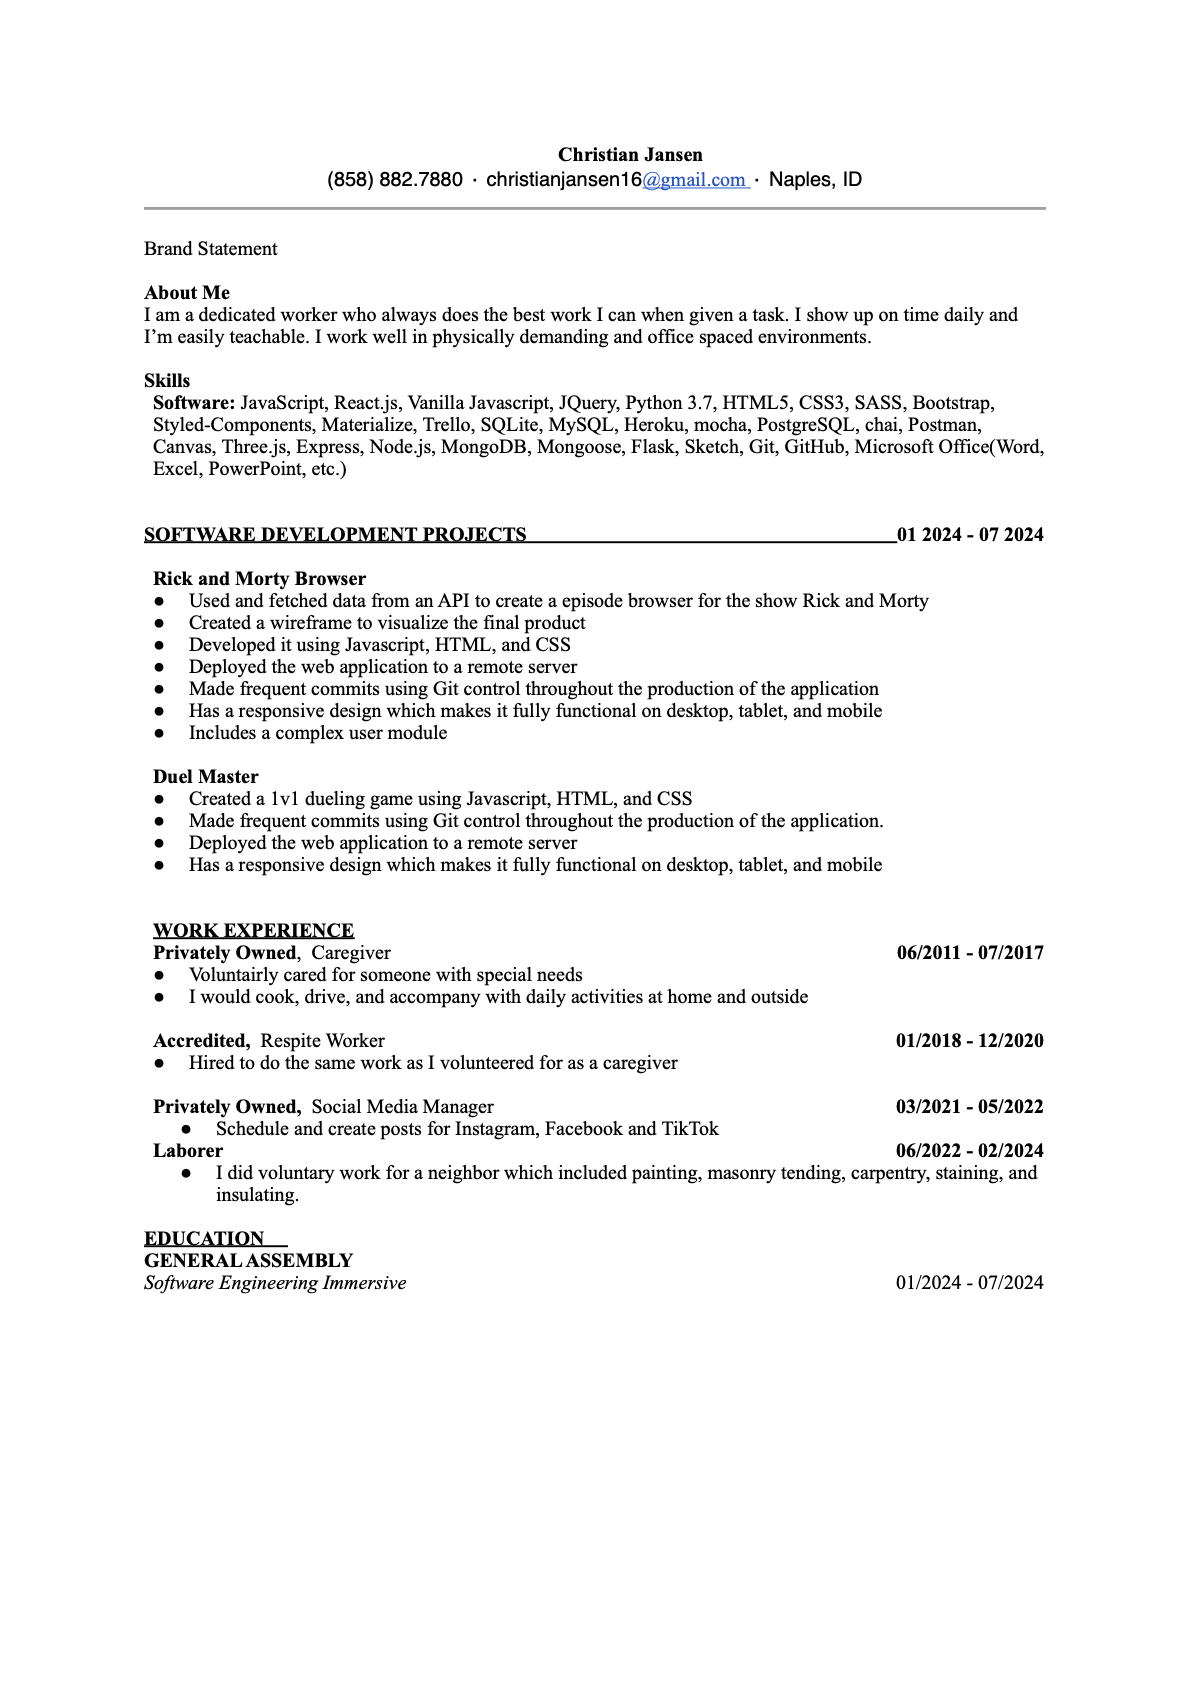 Christian Jansen
(858) 882.7880 · christianjansen16@gmail.com · Naples, ID
Brand Statement
About Me
I am a dedicated worker who always does the best work I can when given a task. I show up on time daily and
I’m easily teachable. I work well in physically demanding and office spaced environments.
Skills
Software: JavaScript, React.js, Vanilla Javascript, JQuery, Python 3.7, HTML5, CSS3, SASS, Bootstrap,
Styled-Components, Materialize, Trello, SQLite, MySQL, Heroku, mocha, PostgreSQL, chai, Postman,
Canvas, Three.js, Express, Node.js, MongoDB, Mongoose, Flask, Sketch, Git, GitHub, Microsoft Office(Word,
Excel, PowerPoint, etc.)
SOFTWARE DEVELOPMENT PROJECTS 01 2024 - 07 2024
Rick and Morty Browser
● Used and fetched data from an API to create a episode browser for the show Rick and Morty
● Created a wireframe to visualize the final product
● Developed it using Javascript, HTML, and CSS
● Deployed the web application to a remote server
● Made frequent commits using Git control throughout the production of the application
● Has a responsive design which makes it fully functional on desktop, tablet, and mobile
● Includes a complex user module
Duel Master
● Created a 1v1 dueling game using Javascript, HTML, and CSS
● Made frequent commits using Git control throughout the production of the application.
● Deployed the web application to a remote server
● Has a responsive design which makes it fully functional on desktop, tablet, and mobile
WORK EXPERIENCE
Privately Owned, Caregiver 06/2011 - 07/2017
● Voluntairly cared for someone with special needs
● I would cook, drive, and accompany with daily activities at home and outside
Accredited, Respite Worker 01/2018 - 12/2020
● Hired to do the same work as I volunteered for as a caregiver
Privately Owned, Social Media Manager 03/2021 - 05/2022
● Schedule and create posts for Instagram, Facebook and TikTok
Laborer 06/2022 - 02/2024
● I did voluntary work for a neighbor which included painting, masonry tending, carpentry, staining, and
insulating.
EDUCATION
GENERAL ASSEMBLY
Software Engineering Immersive 01/2024 - 07/2024